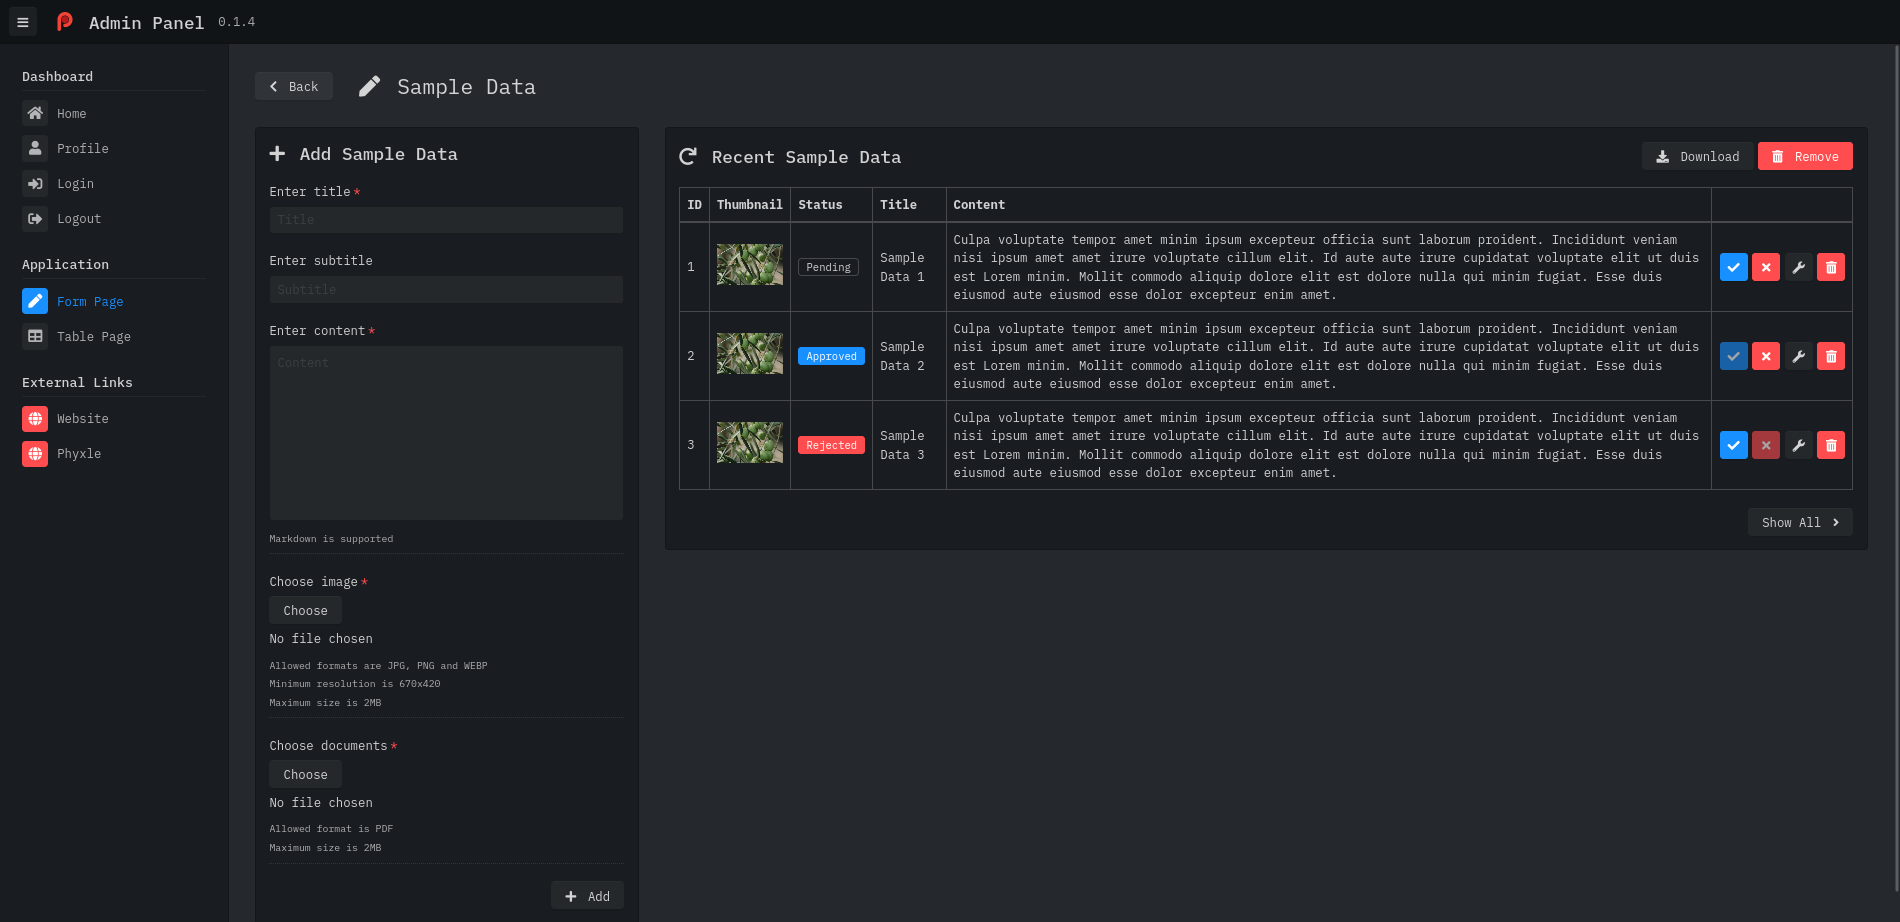 Admin Panel 0.1.4
Dashboard
Home
Profile
Login
Logout
Application
Form Page
Table Page
External Links
Website
Phyxle
Back
Sample Data
Add Sample Data
Enter title*
Title
Enter subtitle
Subtitle
Enter content*
Content
Markdown is supported
Choose image*
Choose
No file chosen
Allowed formats are JPG, PNG and WEBP
Minimum resolution is 670x420
Maximum size is 2MB
Choose documents*
Choose
No file chosen
Allowed format is PDF
Maximum size is 2MB
Add
Recent Sample Data
Download
Remove
ID Thumbnail Status Title Content
1
Pending
Sample
Data 1
Culpa voluptate tempor amet minim ipsum excepteur officia sunt laborum proident. Incididunt veniam
nisi ipsum amet amet irure voluptate cillum elit. Id aute aute irure cupidatat voluptate elit ut duis
est Lorem minim. Mollit commodo aliquip dolore elit est dolore nulla qui minim fugiat. Esse duis
eiusmod aute eiusmod esse dolor excepteur enim amet.
2
Approved
Sample
Data 2
Culpa voluptate tempor amet minim ipsum excepteur officia sunt laborum proident. Incididunt veniam
nisi ipsum amet amet irure voluptate cillum elit. Id aute aute irure cupidatat voluptate elit ut duis
est Lorem minim. Mollit commodo aliquip dolore elit est dolore nulla qui minim fugiat. Esse duis
eiusmod aute eiusmod esse dolor excepteur enim amet.
3
Rejected
Sample
Data 3
Culpa voluptate tempor amet minim ipsum excepteur officia sunt laborum proident. Incididunt veniam
nisi ipsum amet amet irure voluptate cillum elit. Id aute aute irure cupidatat voluptate elit ut duis
est Lorem minim. Mollit commodo aliquip dolore elit est dolore nulla qui minim fugiat. Esse duis
eiusmod aute eiusmod esse dolor excepteur enim amet.
Show All